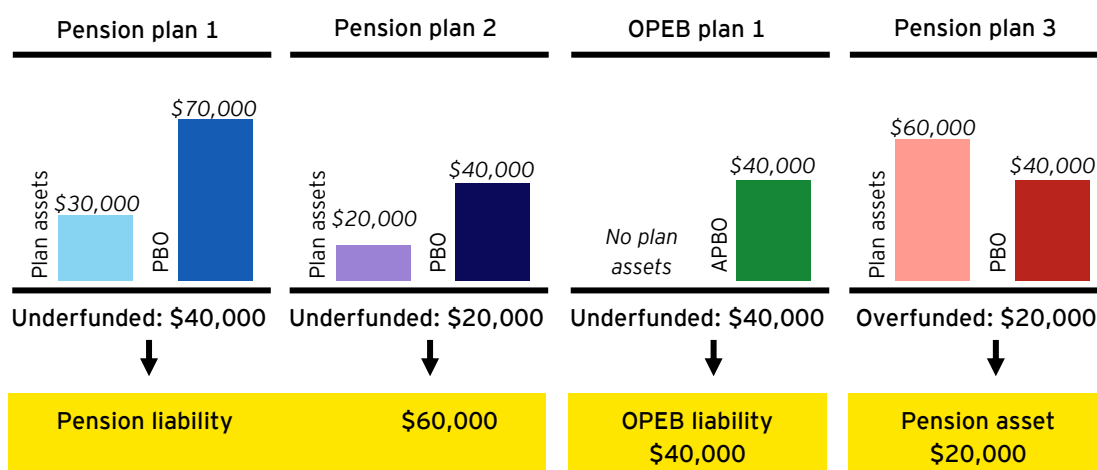 Pension plan 1
Plan assets
$30,000
PBO
$70,000
Underfunded: $40,000
Pension plan 2
Plan assets
$20,000
PBO
$40,000
Underfunded: $20,000
Pension liability $60,000
OPEB plan 1
No plan
assets
APBO
$40,000
Underfunded: $40,000
OPEB liability
$40,000
Pension plan 3
Plan assets
$60,000
PBO
$40,000
Overfunded: $20,000
Pension asset
$20,000